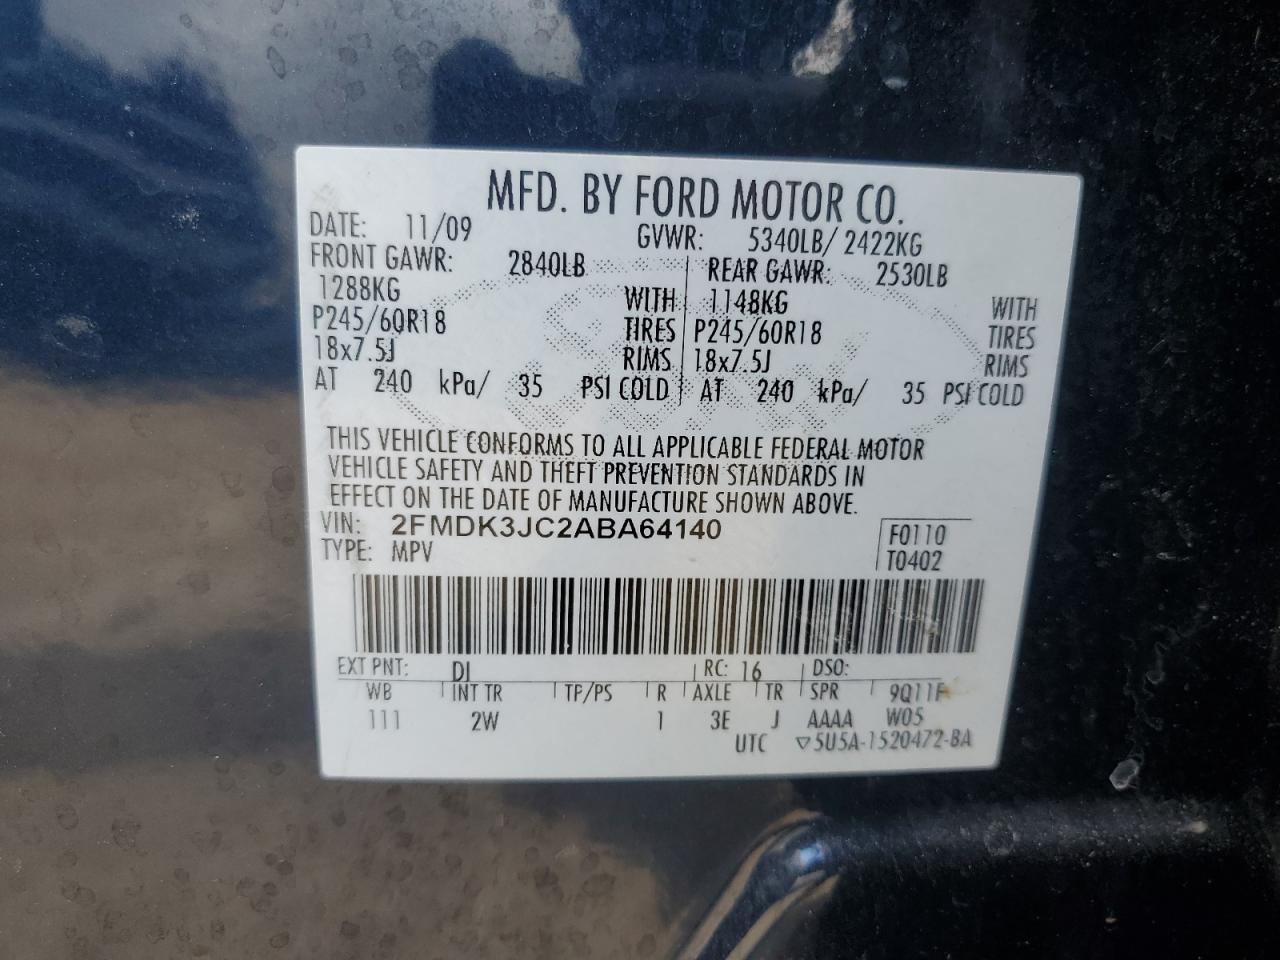 MFD. BY FORD MOTOR CO.
DATE: 11/09 GVWR: 5340LB/ 2422KG
FRONT GAWR: 2840LB REAR GAWR: 2530LB
1288KG WITH 1148KG WITH
P245/60R18 TIRES P245/60R18 TIRES
18x7.5J RIMS 18x7.5J RIMS
AT 240 kPa/ 35 PSI COLD AT 240 kPa/ 35 PSI COLD
THIS VEHICLE CONFORMS TO ALL APPLICABLE FEDERAL MOTOR
VEHICLE SAFETY AND THEFT PREVENTION STANDARDS IN
EFFECT ON THE DATE OF MANUFACTURE SHOWN ABOVE.
VIN: 2FMDK3JC2ABA64140 F0110
TYPE: MPV T0402
EXT PNT: DI RC: 16 DSO:
WB INT TR TP/PS R AXLE TR SPR 9Q11F
111 2W 1 3E J AAAA W05
UTC ▽5U5A-1520472-BA